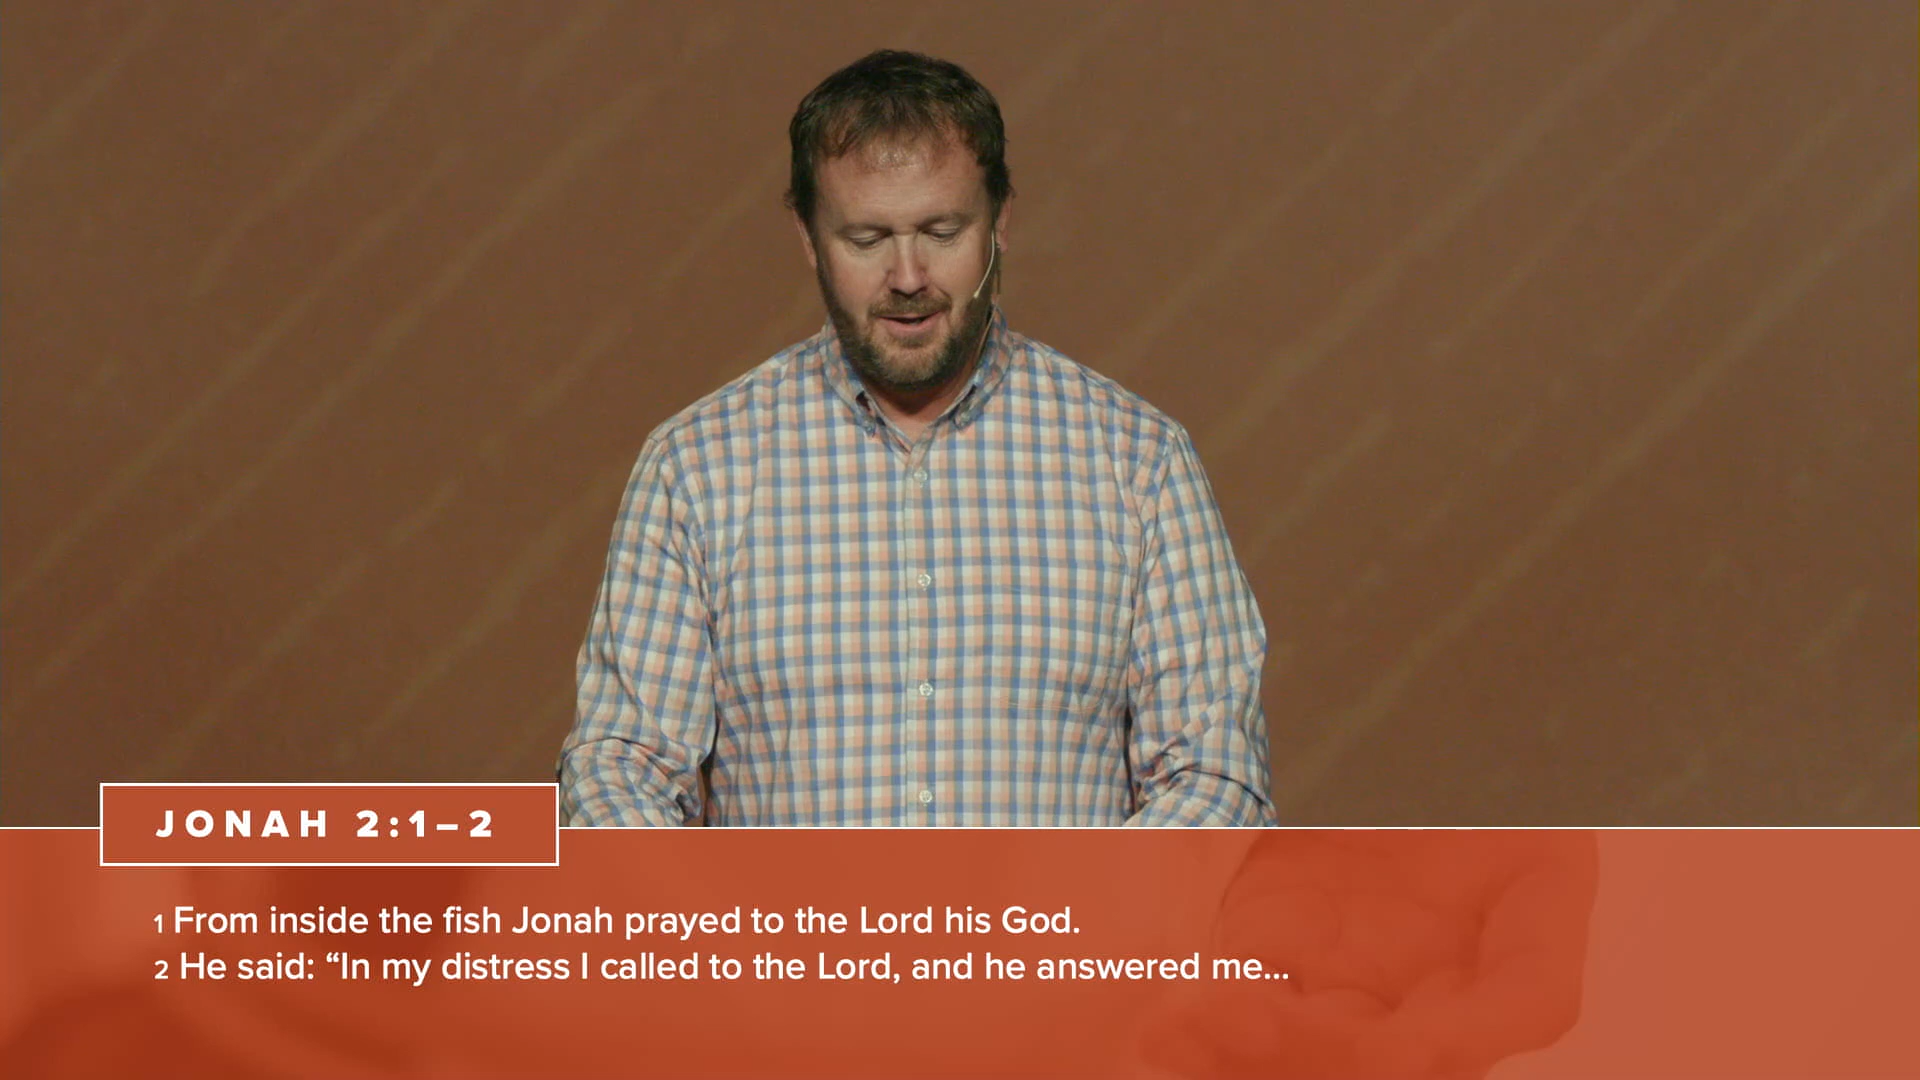 JONAH 2:1–2
1 From inside the fish Jonah prayed to the Lord his God.
2 He said: “In my distress I called to the Lord, and he answered me...